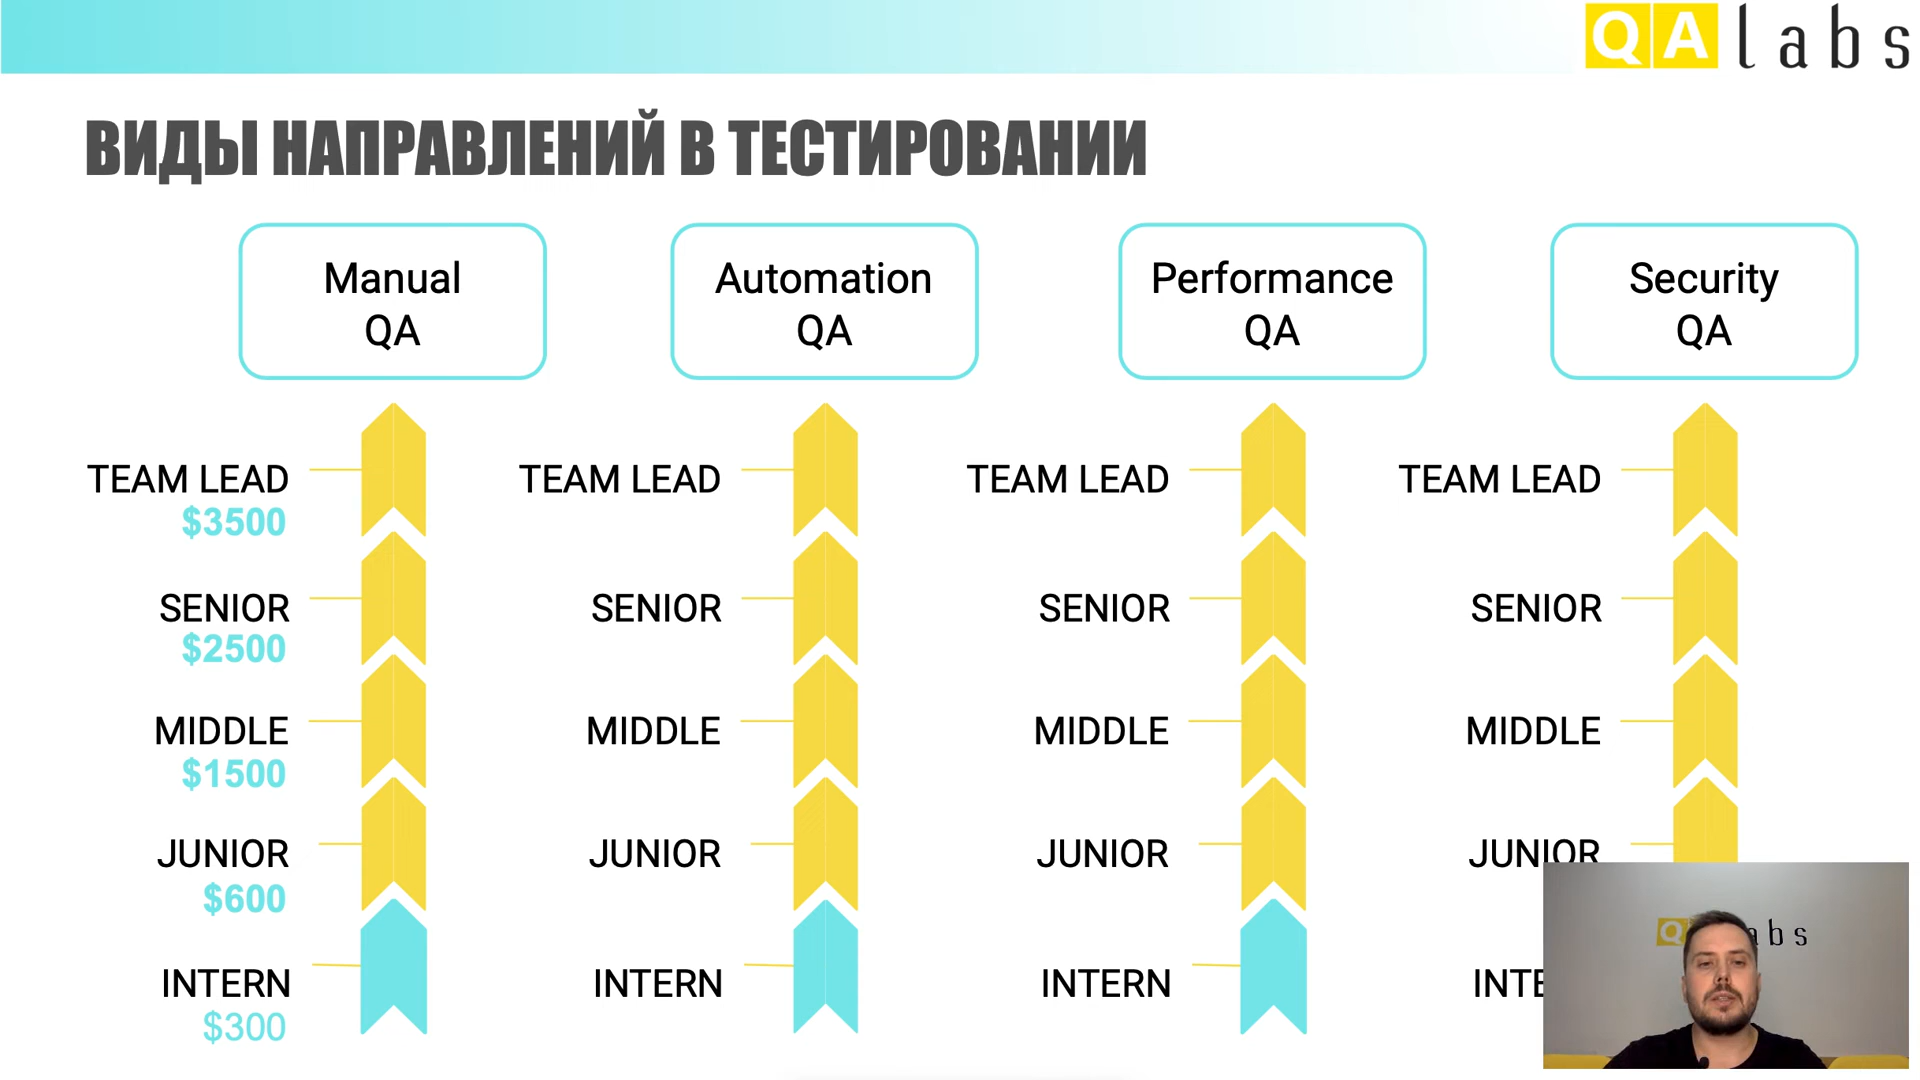 QA labs
ВИДЫ НАПРАВЛЕНИЙ В ТЕСТИРОВАНИИ
Manual
QA
Automation
QA
Performance
QA
Security
QA
TEAM LEAD
$3500
SENIOR
$2500
MIDDLE
$1500
JUNIOR
$600
INTERN
$300
TEAM LEAD
SENIOR
MIDDLE
JUNIOR
INTERN
TEAM LEAD
SENIOR
MIDDLE
JUNIOR
INTERN
TEAM LEAD
SENIOR
MIDDLE
JUNIOR